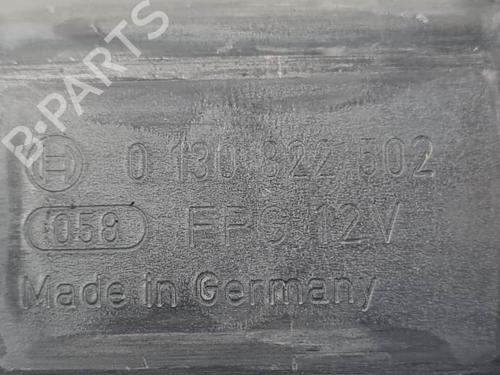 B-PARTS
0 130 822 502
058 FPG 12V
Made in Germany